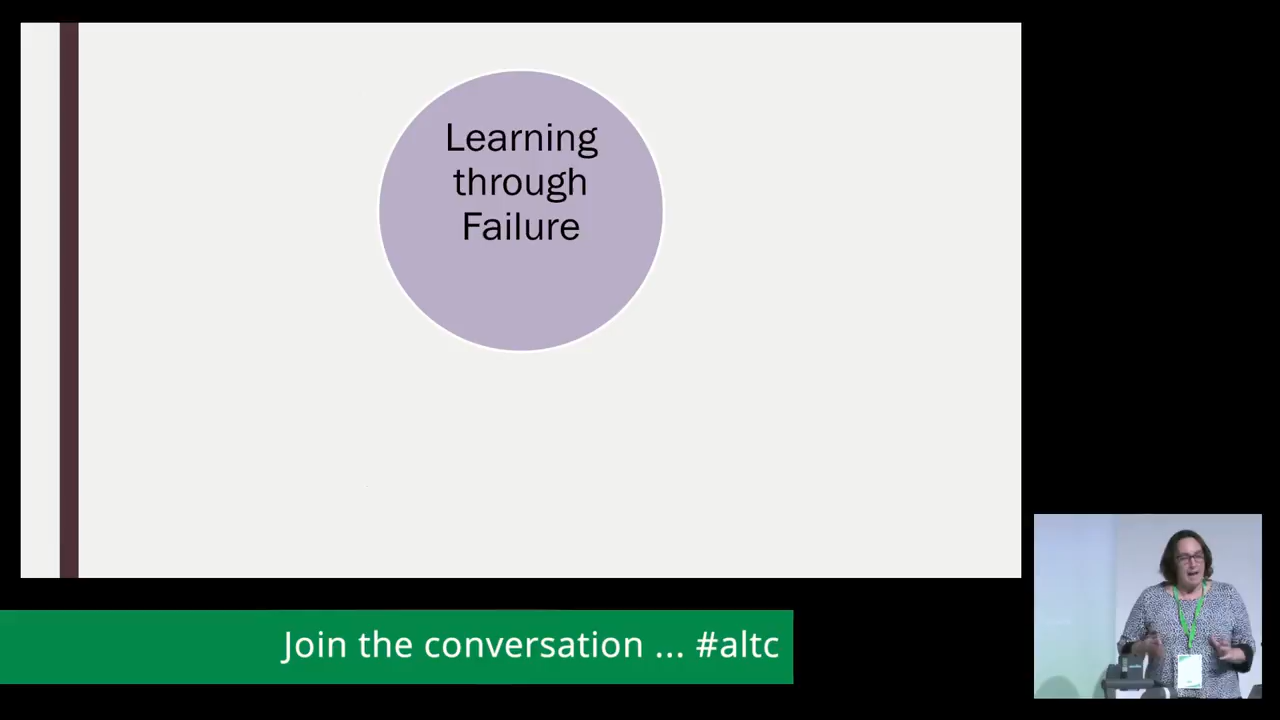 Learning
through
Failure
Join the conversation ... #altc